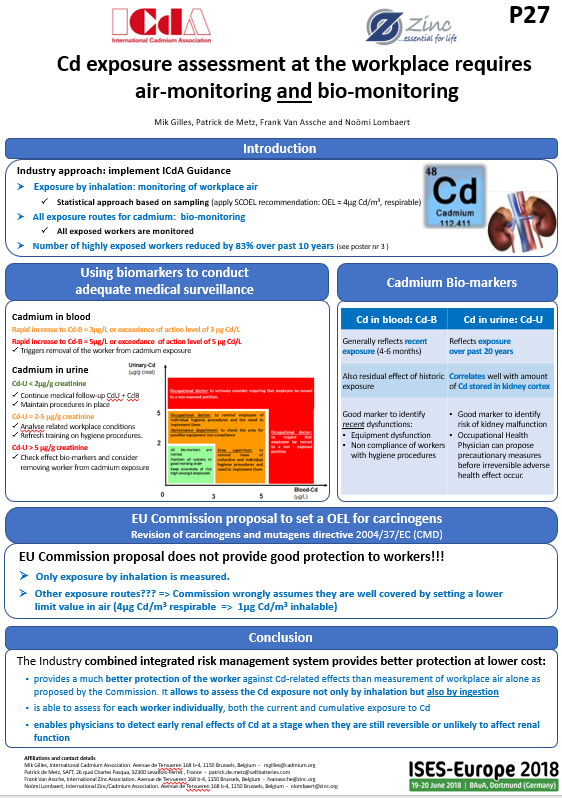 ICdA
International Cadmium Association
zinc
...essential for life
P27
Cd exposure assessment at the workplace requires
air-monitoring and bio-monitoring
Mik Gilles, Patrick de Metz, Frank Van Assche and Noömi Lombaert
Introduction
Industry approach: implement ICdA Guidance
➢ Exposure by inhalation: monitoring of workplace air
✓ Statistical approach based on sampling (apply SCOEL recommendation: OEL = 4µg Cd/m³, respirable)
➢ All exposure routes for cadmium: bio-monitoring
✓ All exposed workers are monitored
➢ Number of highly exposed workers reduced by 83% over past 10 years (see poster nr 3 )
48
Cd
Cadmium
112.411
Using biomarkers to conduct
adequate medical surveillance
Cadmium in blood
Rapid increase to Cd-B = 3µg/L or exceedance of action level of 3 µg Cd/L
Rapid increase to Cd-B = 5µg/L or exceedance of action level of 5 µg Cd/L
✓ Triggers removal of the worker from cadmium exposure
Cadmium in urine
Cd-U < 2µg/g creatinine
✓ Continue medical follow-up CdU + CdB
✓ Maintain procedures in place
Cd-U = 2-5 µg/g creatinine
✓ Analyse related workplace conditions
✓ Refresh training on hygiene procedures.
Cd-U > 5 µg/g creatinine
✓ Check effect bio-markers and consider
removing worker from cadmium exposure
Urinary-Cd
(µg/g creat)
5
2
0
3
5
Blood-Cd
(µg/L)
Occupational doctor: to seriously consider requiring that employee be moved
to a non-exposed position.
Occupational doctor: to remind employee of
individual hygiene procedures and the need to
implement them
Maintenance department: to check the area for
possible equipment non-compliance
All bio-markers are
normal
Maintain all systems in
good working order
Keep awareness of risk
high amongst employees
Area supervisor: to
remind team of
collective and individual
hygiene procedures and
need to implement them
Occupational
doctor: to
require that
employee be
moved to a
non - exposed
position.
Cadmium Bio-markers
Cd in blood: Cd-B
Cd in urine: Cd-U
Generally reflects recent
exposure (4-6 months)
Reflects exposure
over past 20 years
Also residual effect of historic
exposure
Correlates well with amount
of Cd stored in kidney cortex
Good marker to identify
recent dysfunctions:
• Equipment dysfunction
• Non compliance of workers
with hygiene procedures
• Good marker to identify
risk of kidney malfunction
• Occupational Health
Physician can propose
precautionary measures
before irreversible adverse
health effect occur.
EU Commission proposal to set a OEL for carcinogens
Revision of carcinogens and mutagens directive 2004/37/EC (CMD)
EU Commission proposal does not provide good protection to workers!!!
➢ Only exposure by inhalation is measured.
➢ Other exposure routes??? => Commission wrongly assumes they are well covered by setting a lower
limit value in air (4µg Cd/m³ respirable => 1µg Cd/m³ inhalable)
Conclusion
The Industry combined integrated risk management system provides better protection at lower cost:
- provides a much better protection of the worker against Cd-related effects than measurement of workplace air alone as
proposed by the Commission. It allows to assess the Cd exposure not only by inhalation but also by ingestion
- is able to assess for each worker individually, both the current and cumulative exposure to Cd
- enables physicians to detect early renal effects of Cd at a stage when they are still reversible or unlikely to affect renal
function
Affiliations and contact details
Mik Gilles, International Cadmium Association. Avenue de Tervueren 168 b-4, 1150 Brussels, Belgium - mgilles@cadmium.org
Patrick de Metz, SAFT, 26 quai Charles Pasqua, 92300 Levallois-Perret, France - patrick.de.metz@saftbatteries.com
Frank Van Assche, International Zinc Association. Avenue de Tervueren 168 b-4, 1150 Brussels, Belgium - fvanassche@zinc.org
Noömi Lombaert, International Zinc/Cadmium Association. Avenue de Tervueren 168 b-4, 1150 Brussels, Belgium - nlombaert@zinc.org
ISES-Europe 2018
19-20 June 2018 | BAuA, Dortmund (Germany)